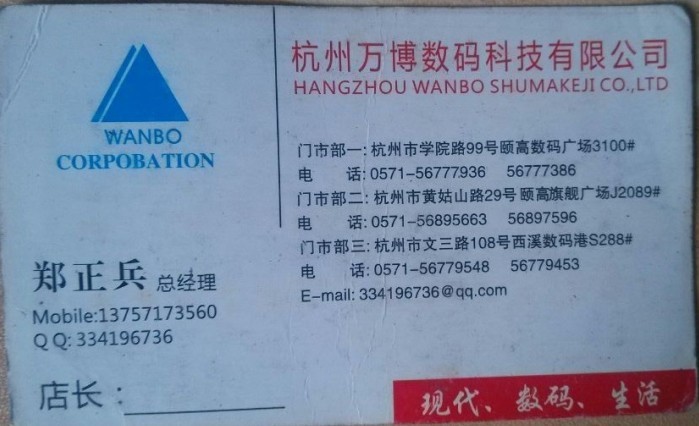 杭州万博数码科技有限公司
HANGZHOU WANBO SHUMAKEJI CO.,LTD
WANBO
CORPOBATION
门市部一: 杭州市学院路99号颐高数码广场3100#
电 话: 0571-56777936 56777386
门市部二: 杭州市黄姑山路29号 颐高旗舰广场J2089#
电 话: 0571-56895663 56897596
门市部三: 杭州市文三路108号西溪数码港S288#
电 话: 0571-56779548 56779453
E-mail: 334196736@qq.com
郑正兵 总经理
Mobile:13757173560
QQ: 334196736
店长：
现代、数码、生活